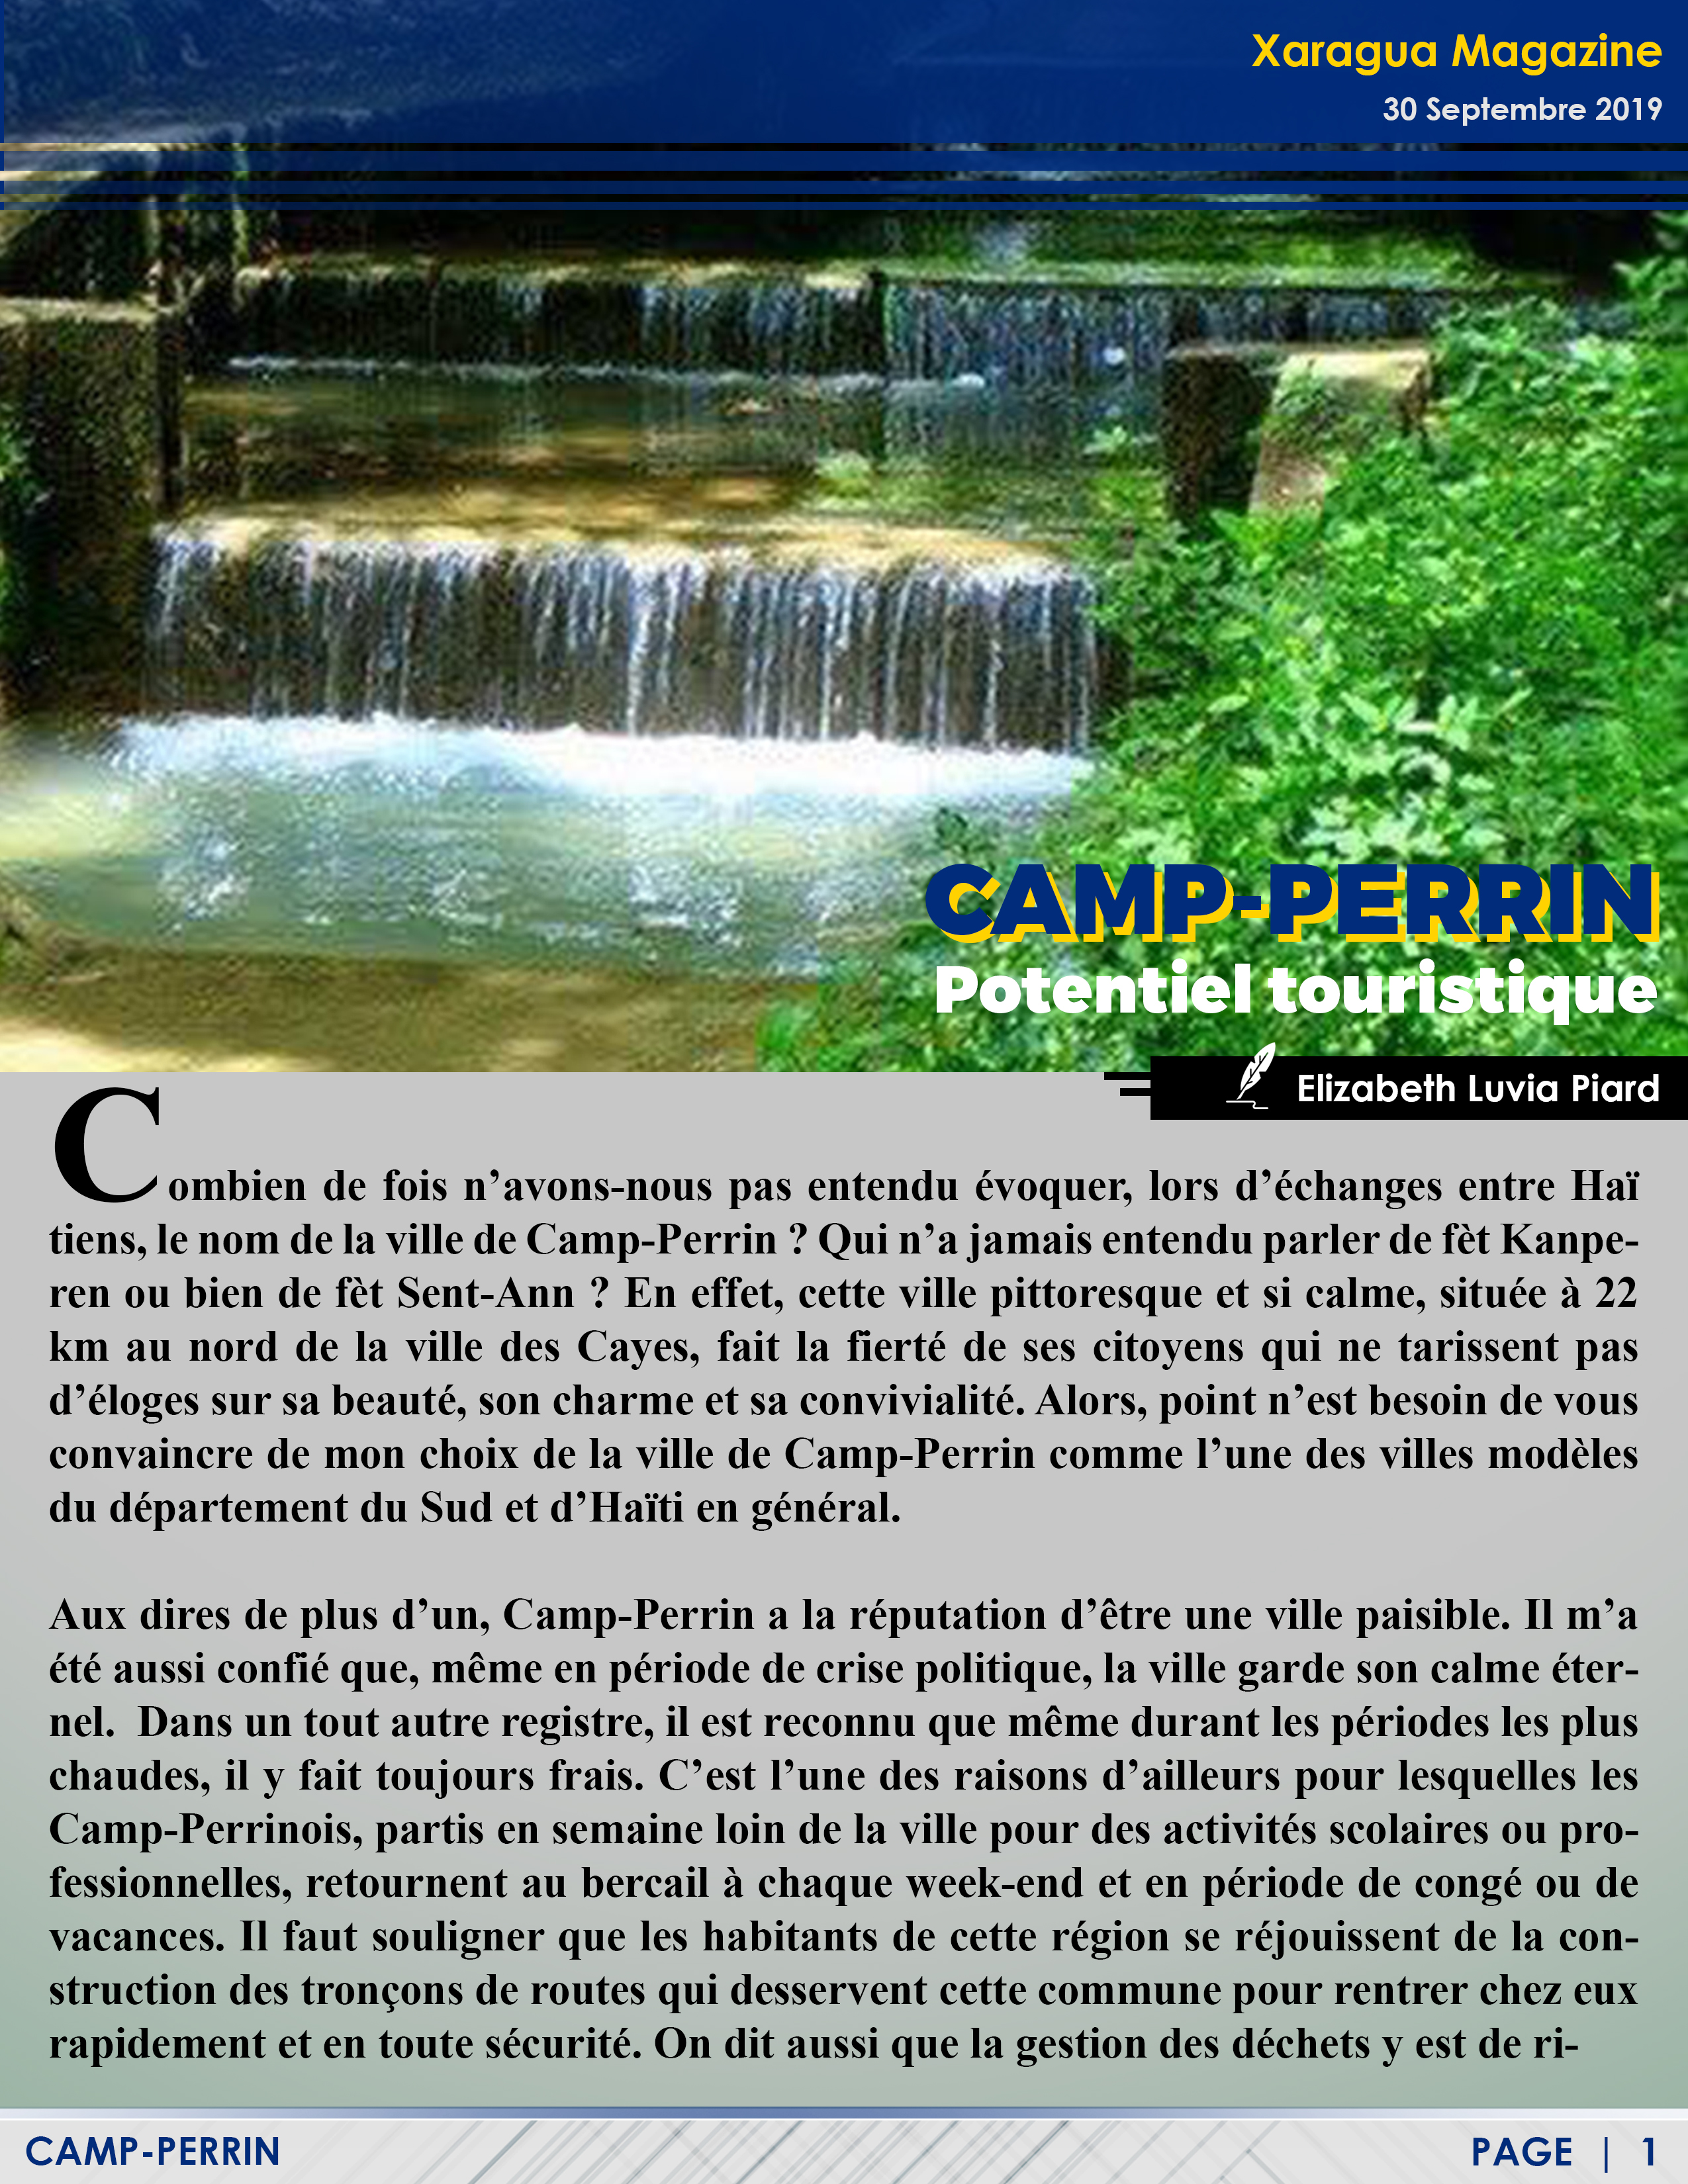 Xaragua Magazine
30 Septembre 2019
CAMP-PERRIN
Potentiel touristique
Elizabeth Luvia Piard
Combien de fois n’avons-nous pas entendu évoquer, lors d’échanges entre Haï
tiens, le nom de la ville de Camp-Perrin ? Qui n’a jamais entendu parler de fèt Kanpe-
ren ou bien de fèt Sent-Ann ? En effet, cette ville pittoresque et si calme, située à 22
km au nord de la ville des Cayes, fait la fierté de ses citoyens qui ne tarissent pas
d’éloges sur sa beauté, son charme et sa convivialité. Alors, point n’est besoin de vous
convaincre de mon choix de la ville de Camp-Perrin comme l’une des villes modèles
du département du Sud et d’Haïti en général.
Aux dires de plus d’un, Camp-Perrin a la réputation d’être une ville paisible. Il m’a
été aussi confié que, même en période de crise politique, la ville garde son calme éter-
nel.  Dans un tout autre registre, il est reconnu que même durant les périodes les plus
chaudes, il y fait toujours frais. C’est l’une des raisons d’ailleurs pour lesquelles les
Camp-Perrinois, partis en semaine loin de la ville pour des activités scolaires ou pro-
fessionnelles, retournent au bercail à chaque week-end et en période de congé ou de
vacances. Il faut souligner que les habitants de cette région se réjouissent de la con-
struction des tronçons de routes qui desservent cette commune pour rentrer chez eux
rapidement et en toute sécurité. On dit aussi que la gestion des déchets y est de ri-
CAMP-PERRIN
PAGE | 1